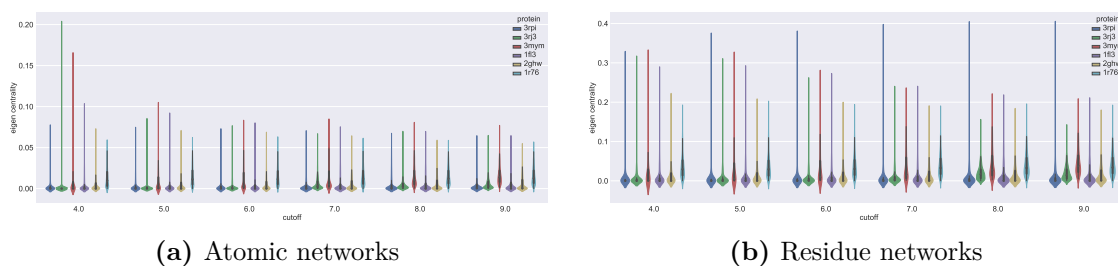 protein
3rpi
3rj3
3mym
1fl3
2ghw
1r76
eigen centrality
0.20
0.15
0.10
0.05
0.00
4.0 5.0 6.0 7.0 8.0 9.0
cutoff
(a) Atomic networks
protein
3rpi
3rj3
3mym
1fl3
2ghw
1r76
eigen centrality
0.4
0.3
0.2
0.1
0.0
4.0 5.0 6.0 7.0 8.0 9.0
cutoff
(b) Residue networks